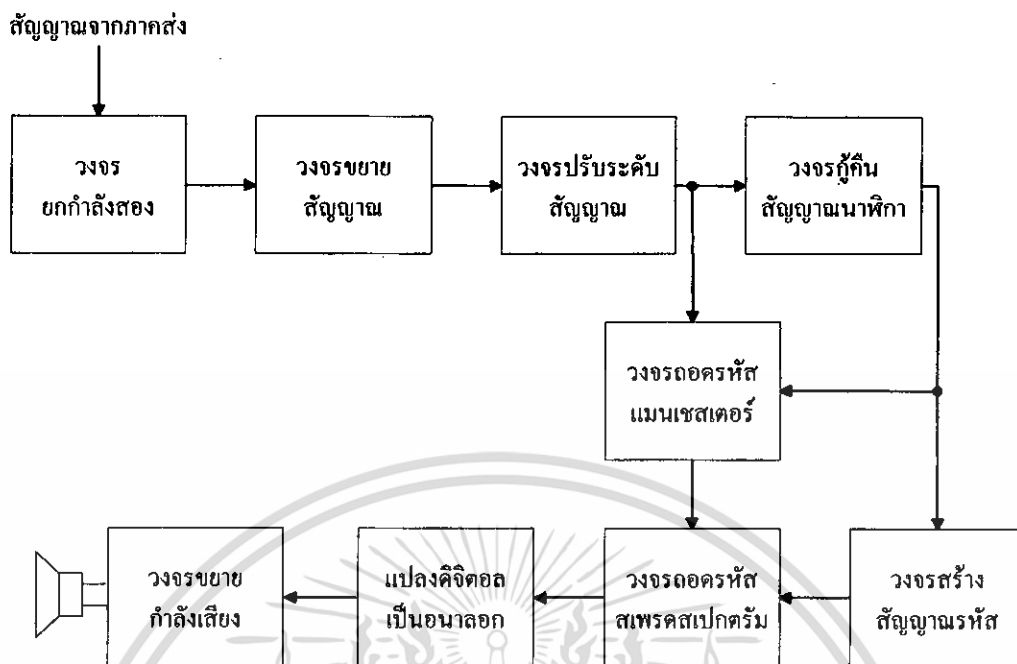 สัญญาณจากภาคส่ง
วงจร
ยกกำลังสอง
วงจรขยาย
สัญญาณ
วงจรปรับระดับ
สัญญาณ
วงจรกู้คืน
สัญญาณนาฬิกา
วงจรถอดรหัส
แมนเชสเตอร์
วงจรขยาย
กำลังเสียง
แปลงดิจิตอล
เป็นอนาลอก
วงจรถอดรหัส
สเพรดสเปกตรัม
วงจรสร้าง
สัญญาณรหัส